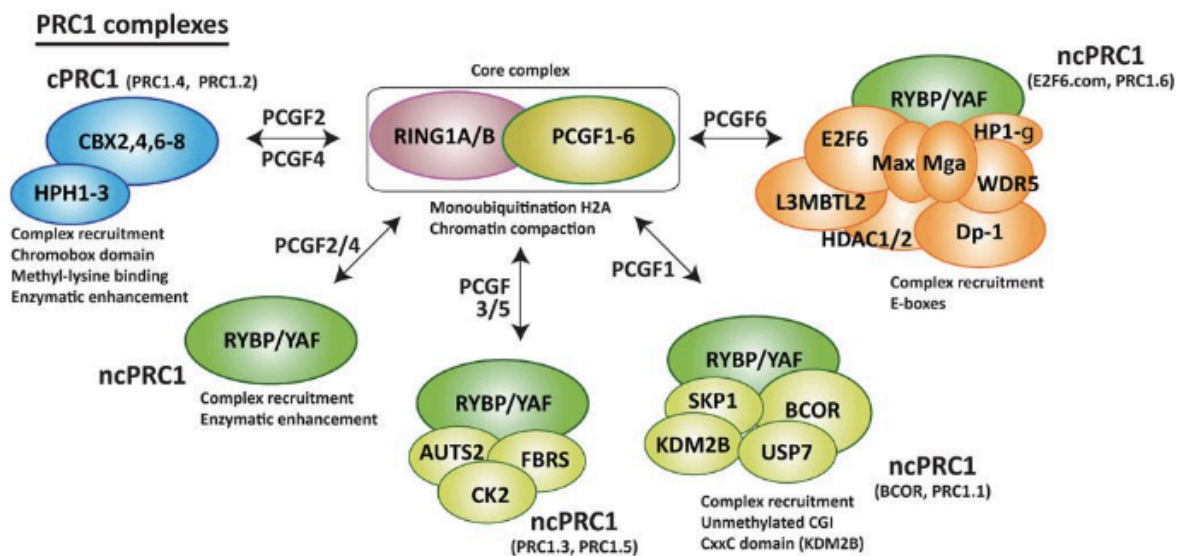 PRC1 complexes
cPRC1 (PRC1.4, PRC1.2)
CBX2,4,6-8
HPH1-3
Complex recruitment
Chromobox domain
Methyl-lysine binding
Enzymatic enhancement
PCGF2
PCGF4
Core complex
RING1A/B
PCGF1-6
Monoubiquitination H2A
Chromatin compaction
PCGF6
ncPRC1
(E2F6.com, PRC1.6)
RYBP/YAF
E2F6
Max
Mga
HP1-g
WDR5
L3MBTL2
HDAC1/2
Dp-1
Complex recruitment
E-boxes
PCGF2/4
RYBP/YAF
ncPRC1
Complex recruitment
Enzymatic enhancement
PCGF
3/5
RYBP/YAF
AUTS2
FBRS
CK2
ncPRC1
(PRC1.3, PRC1.5)
PCGF1
RYBP/YAF
SKP1
BCOR
KDM2B
USP7
ncPRC1
(BCOR, PRC1.1)
Complex recruitment
Unmethylated CGI
CxxC domain (KDM2B)